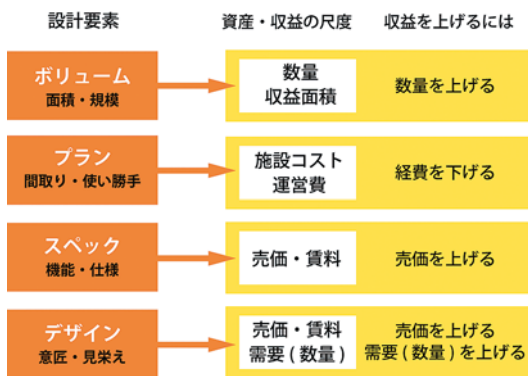 設計要素
資産・収益の尺度
収益を上げるには
ボリューム
面積・規模
数量
収益面積
数量を上げる
プラン
間取り・使い勝手
施設コスト
運営費
経費を下げる
スペック
機能・仕様
売価・賃料
売価を上げる
デザイン
意匠・見栄え
売価・賃料
需要(数量)
売価を上げる
需要(数量)を上げる